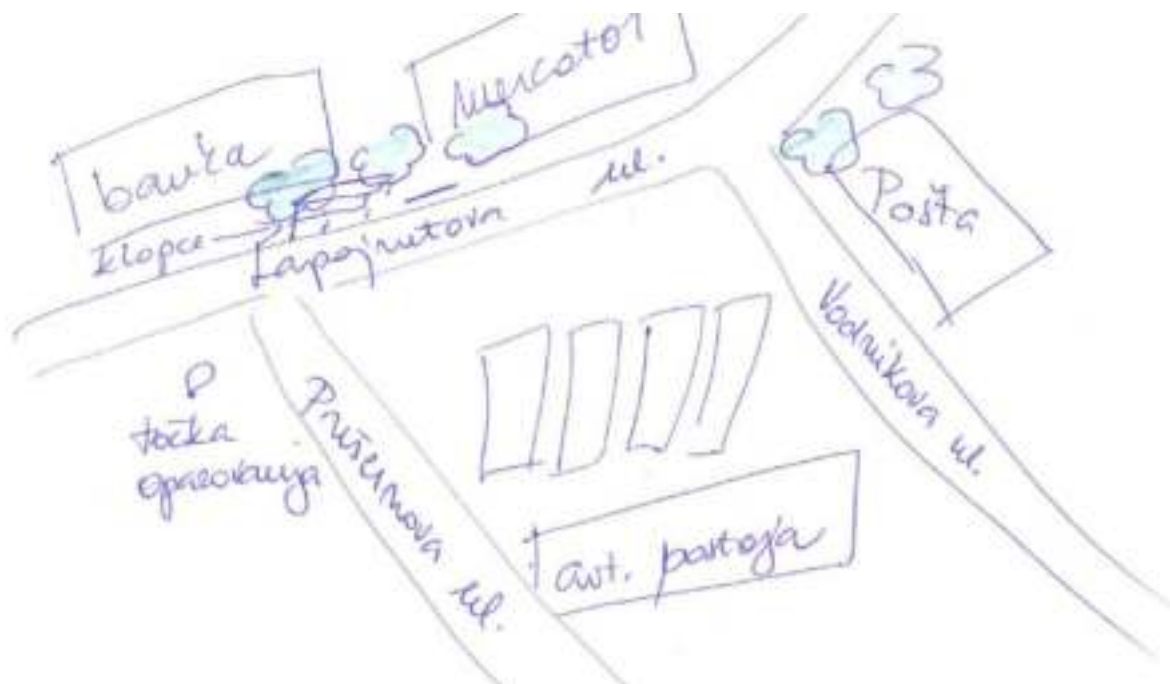 Mercator
banka
Pošta
klopce
Lapajnetova ul.
Vodnikova ul.
točka
opazovanja
Prešernova ul.
avt. postaja